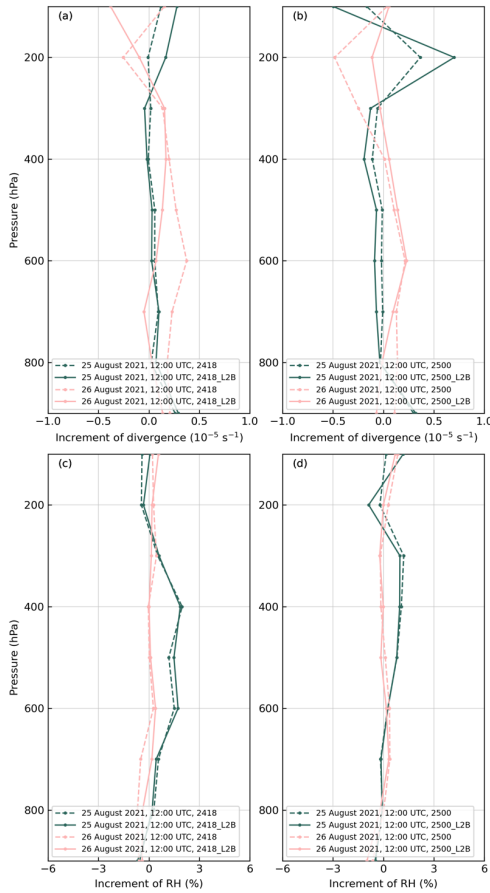 (a)
(b)
200
400
600
800
Pressure (hPa)
25 August 2021, 12:00 UTC, 2418
25 August 2021, 12:00 UTC, 2418_L2B
26 August 2021, 12:00 UTC, 2418
26 August 2021, 12:00 UTC, 2418_L2B
25 August 2021, 12:00 UTC, 2500
25 August 2021, 12:00 UTC, 2500_L2B
26 August 2021, 12:00 UTC, 2500
26 August 2021, 12:00 UTC, 2500_L2B
−1.0 −0.5 0.0 0.5 1.0
−1.0 −0.5 0.0 0.5 1.0
Increment of divergence (10⁻⁵ s⁻¹)
Increment of divergence (10⁻⁵ s⁻¹)
(c)
(d)
200
400
600
800
Pressure (hPa)
25 August 2021, 12:00 UTC, 2418
25 August 2021, 12:00 UTC, 2418_L2B
26 August 2021, 12:00 UTC, 2418
26 August 2021, 12:00 UTC, 2418_L2B
25 August 2021, 12:00 UTC, 2500
25 August 2021, 12:00 UTC, 2500_L2B
26 August 2021, 12:00 UTC, 2500
26 August 2021, 12:00 UTC, 2500_L2B
−6 −3 0 3 6
−6 −3 0 3 6
Increment of RH (%)
Increment of RH (%)